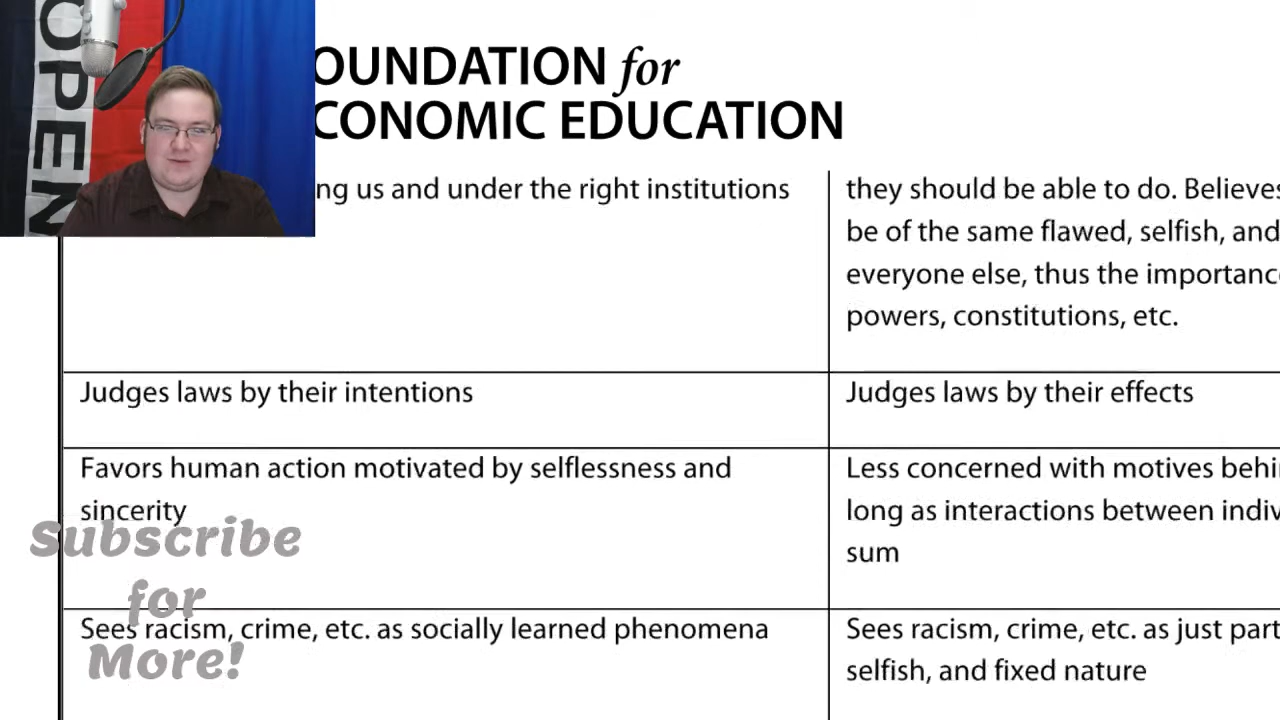 OPEN
OUNDATION for
CONOMIC EDUCATION
ng us and under the right institutions
they should be able to do. Believes
be of the same flawed, selfish, and
everyone else, thus the importance
powers, constitutions, etc.
Judges laws by their intentions
Judges laws by their effects
Favors human action motivated by selflessness and
sincerity
Less concerned with motives behin
long as interactions between indiv
sum
Sees racism, crime, etc. as socially learned phenomena
Sees racism, crime, etc. as just part
selfish, and fixed nature
Subscribe
for
More!